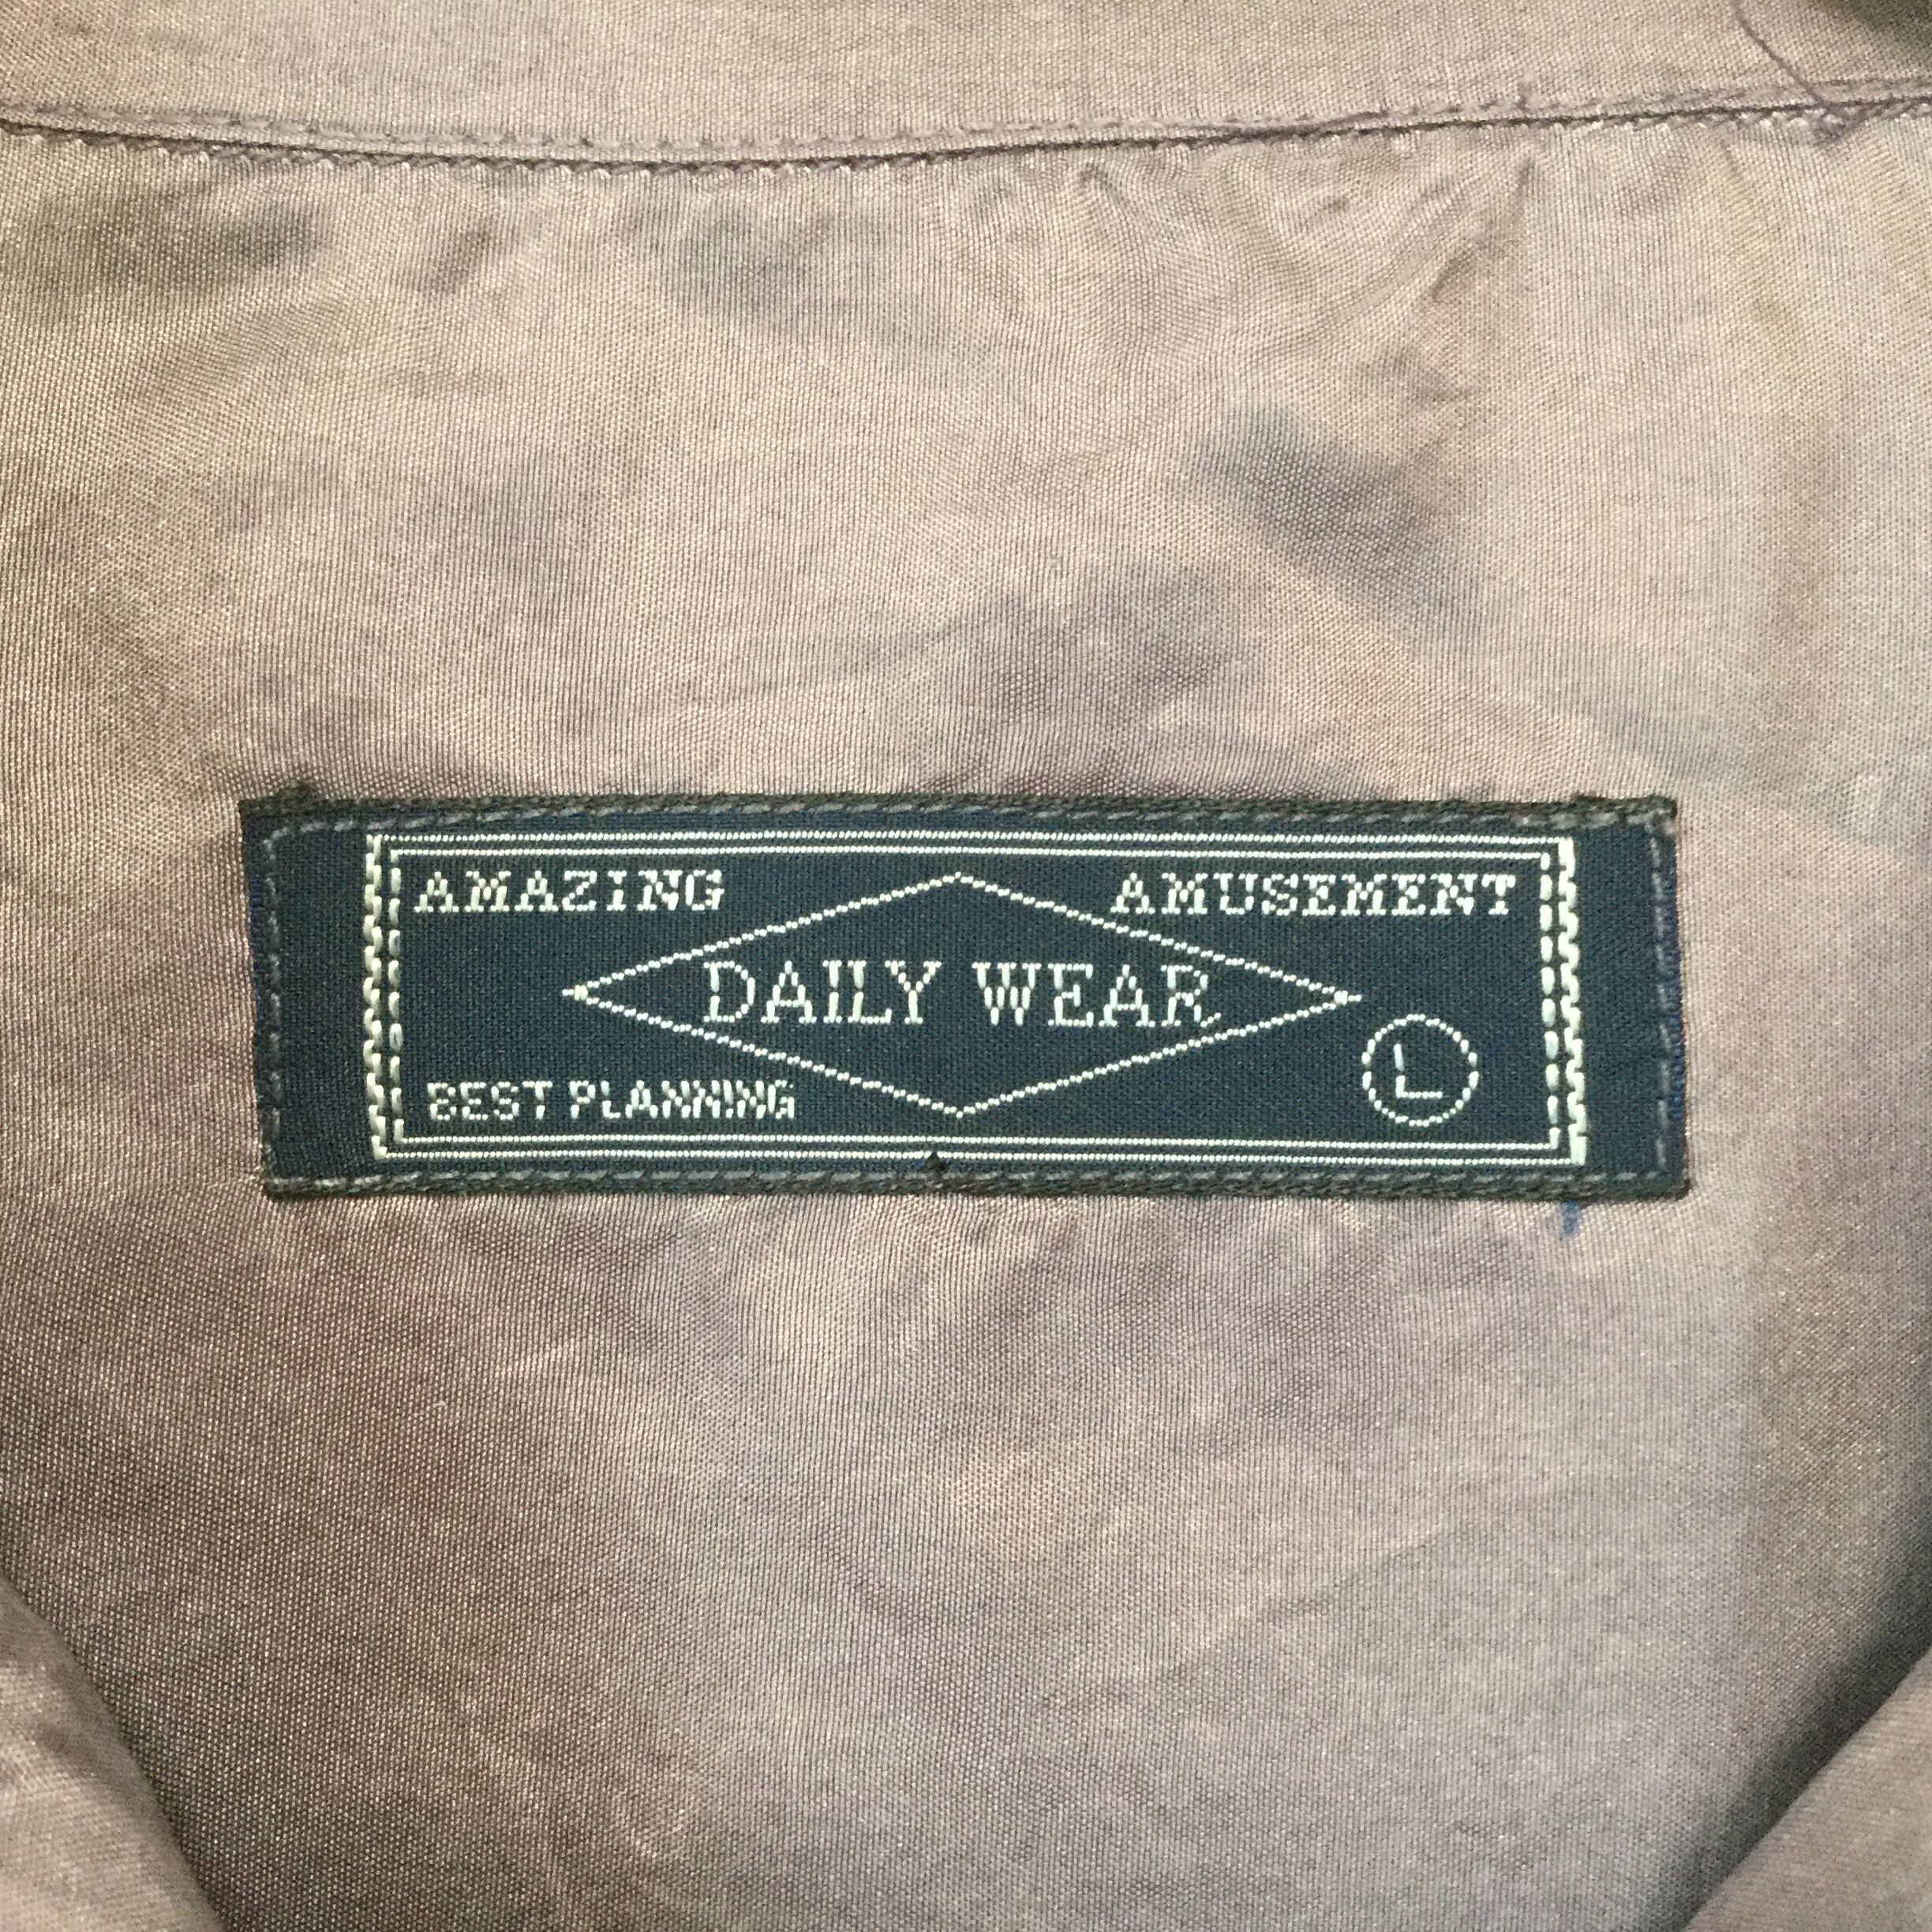 AMAZING AMUSEMENT
DAILY WEAR
L
BEST PLANNING